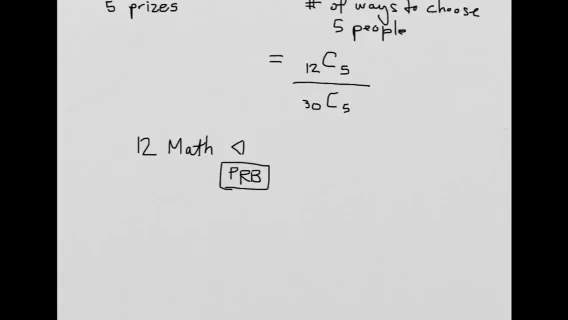 5 prizes
# of ways to choose
5 people
= 12C5
30C5
12 Math ◁
PRB